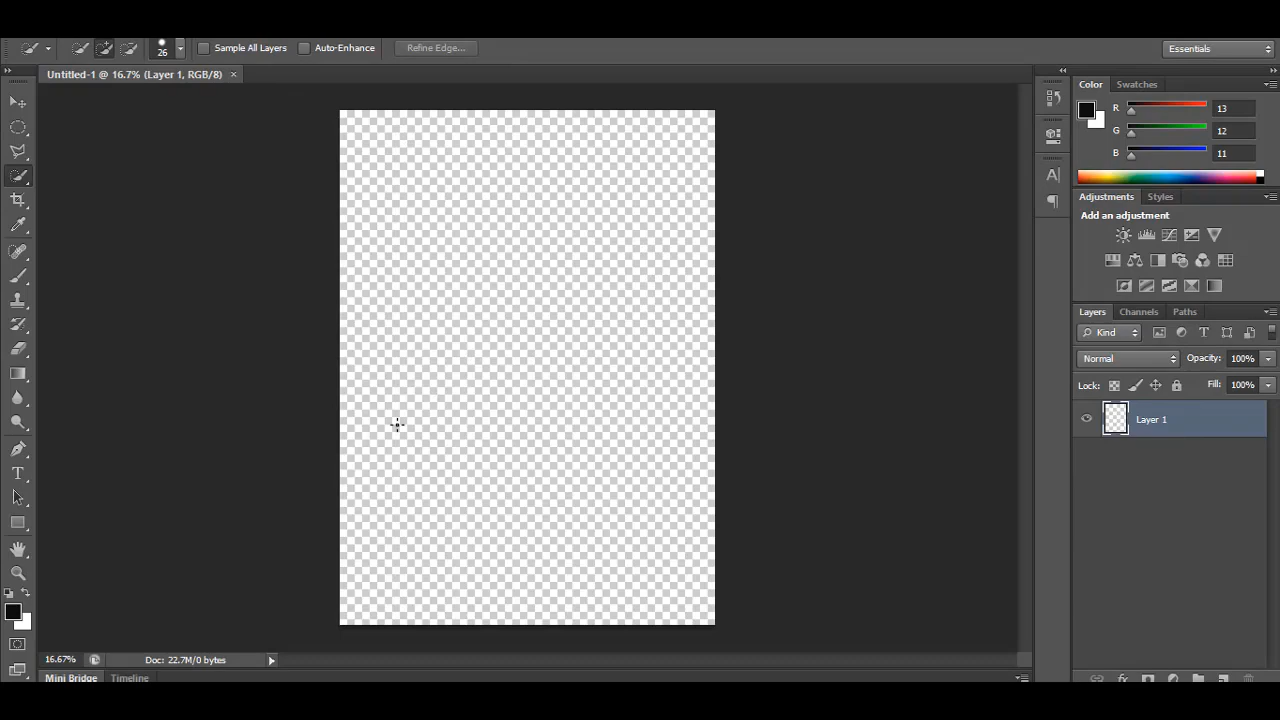 26
Sample All Layers
Auto-Enhance
Refine Edge...
Essentials
Untitled-1 @ 16.7% (Layer 1, RGB/8) ×
Color
Swatches
R
13
G
12
B
11
Adjustments
Styles
Add an adjustment
Layers
Channels
Paths
Kind
Normal
Opacity: 100%
Lock:
Fill: 100%
Layer 1
16.67%
Doc: 22.7M/0 bytes
Mini Bridge
Timeline